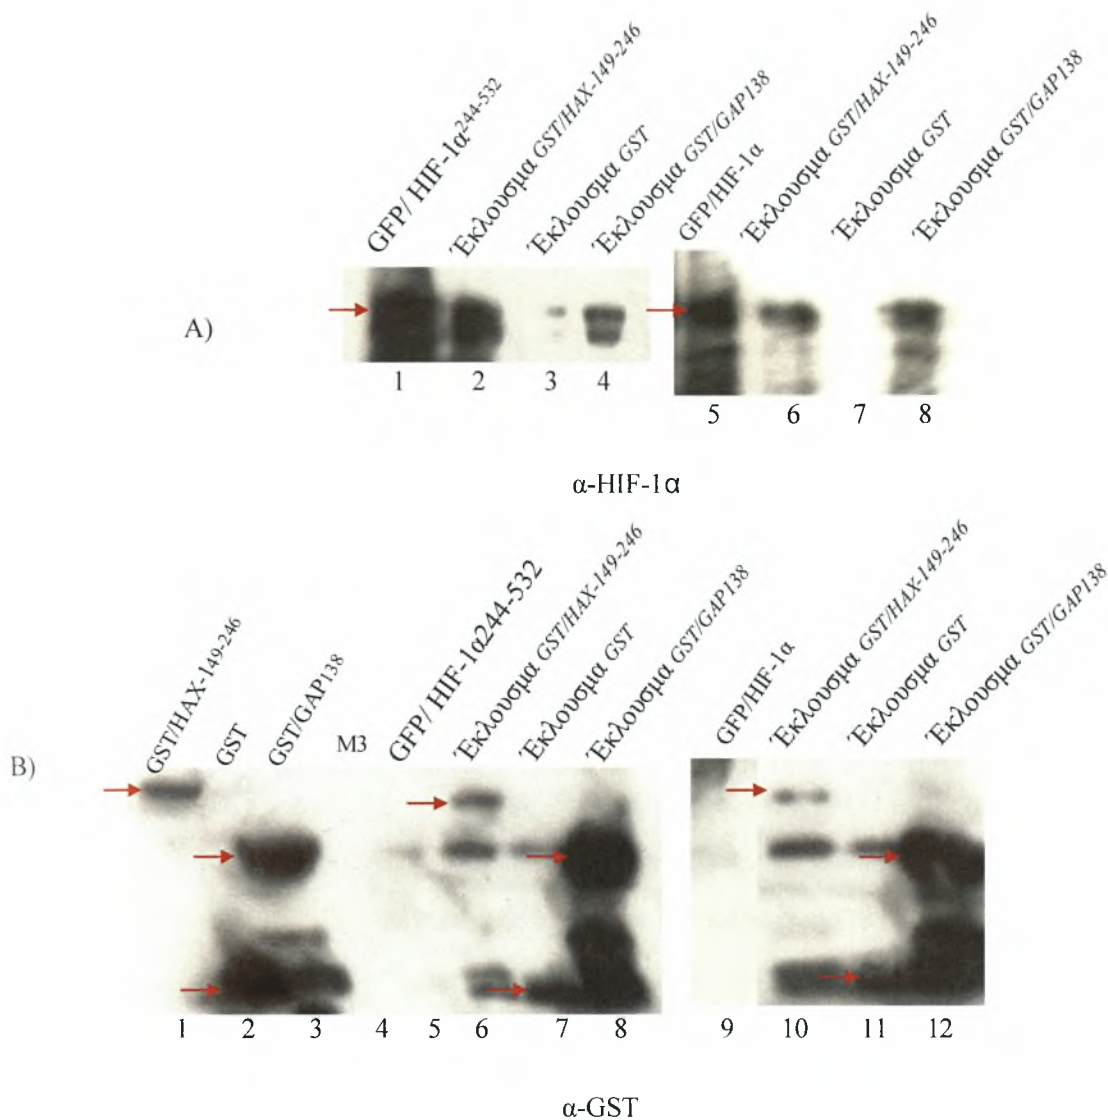 GFP/ HIF-1α244-532
Έκλουσμα GST/HAX-149-246
Έκλουσμα GST
Έκλουσμα GST/GAP138
GFP/HIF-1α
Έκλουσμα GST/HAX-149-246
Έκλουσμα GST
Έκλουσμα GST/GAP138
A)
1 2 3 4 5 6 7 8
α-HIF-1α
GST/HAX-149-246
GST
GST/GAP138
M3
GFP/ HIF-1α244-532
Έκλουσμα GST/HAX-149-246
Έκλουσμα GST
Έκλουσμα GST/GAP138
GFP/HIF-1α
Έκλουσμα GST/HAX-149-246
Έκλουσμα GST
Έκλουσμα GST/GAP138
B)
1 2 3 4 5 6 7 8 9 10 11 12
α-GST